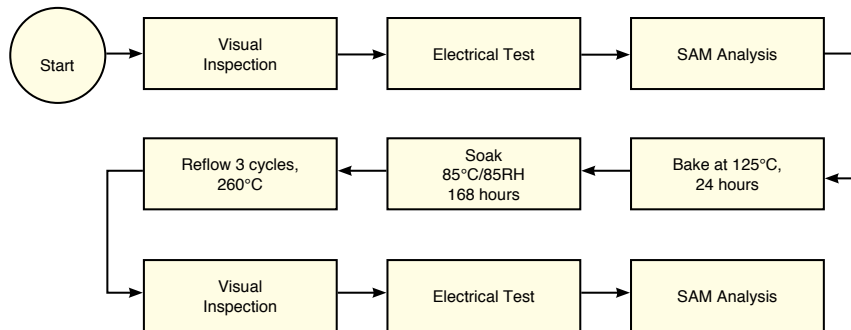 Start
Visual
Inspection
Electrical Test
SAM Analysis
Reflow 3 cycles,
260°C
Soak
85°C/85RH
168 hours
Bake at 125°C,
24 hours
Visual
Inspection
Electrical Test
SAM Analysis